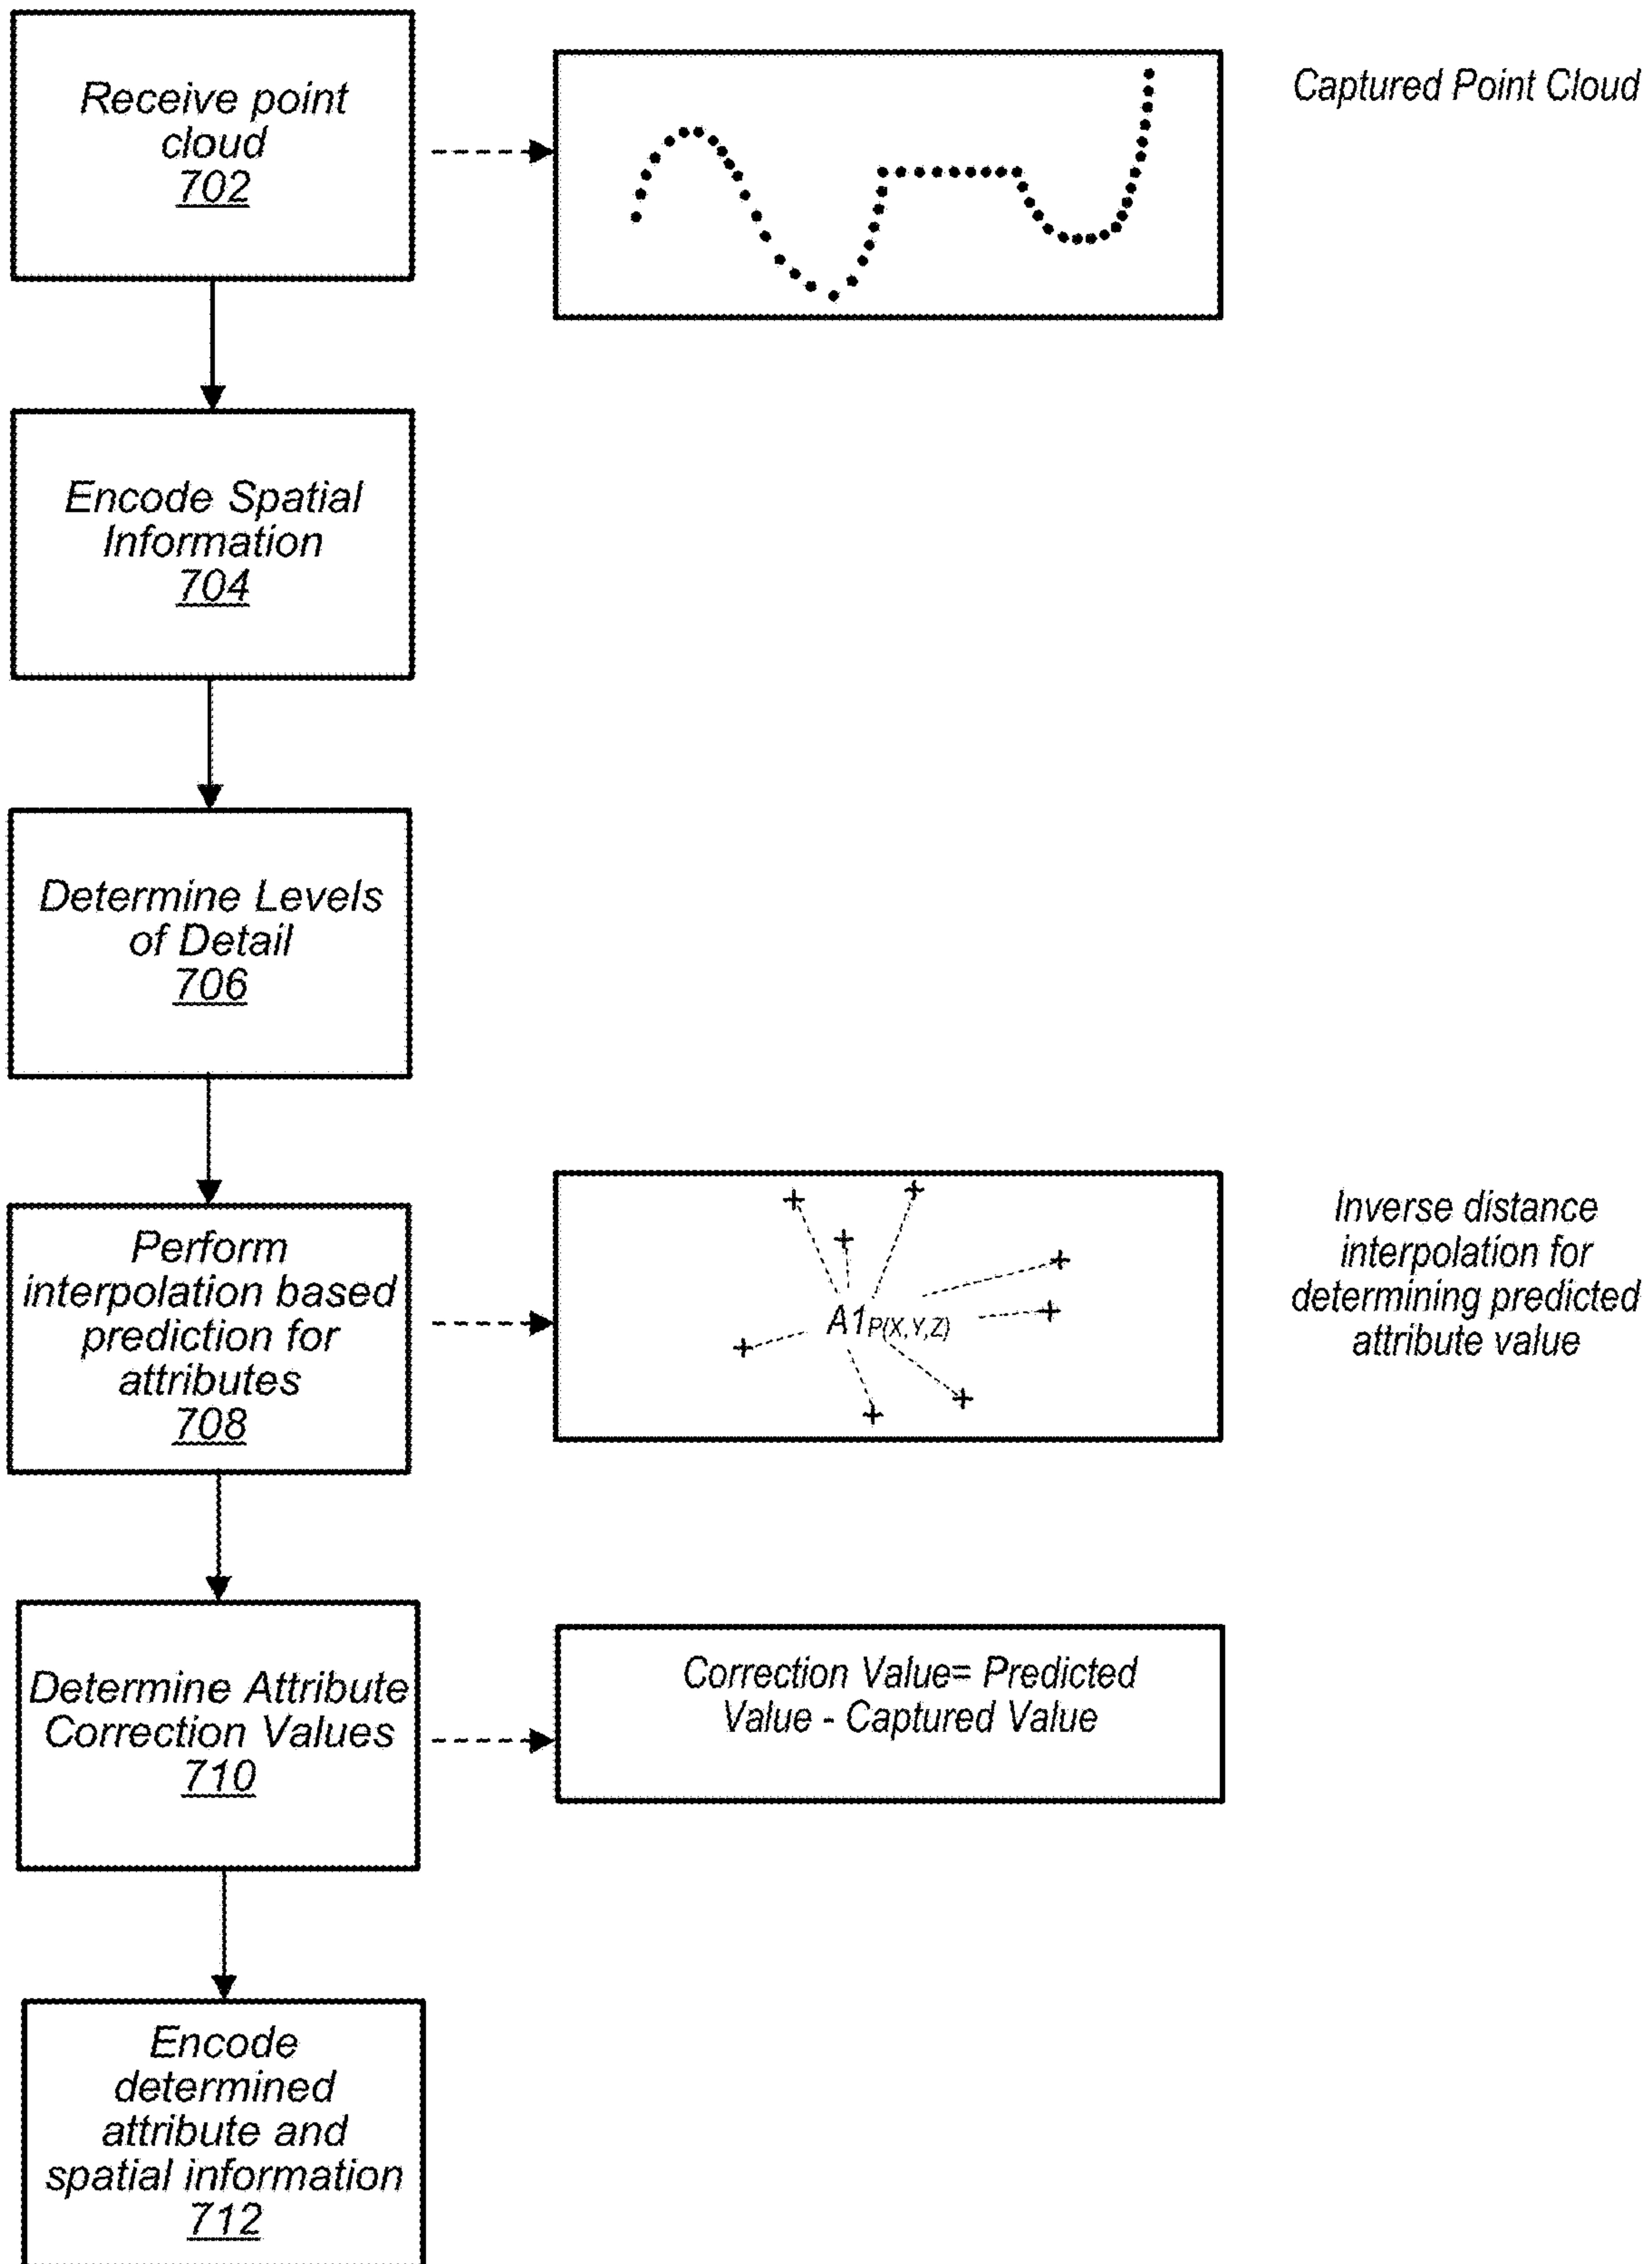 Receive point
cloud
702
Captured Point Cloud
Encode Spatial
Information
704
Determine Levels
of Detail
706
Perform
interpolation based
prediction for
attributes
708
A1P(X,Y,Z)
Inverse distance
interpolation for
determining predicted
attribute value
Determine Attribute
Correction Values
710
Correction Value= Predicted
Value - Captured Value
Encode
determined
attribute and
spatial information
712